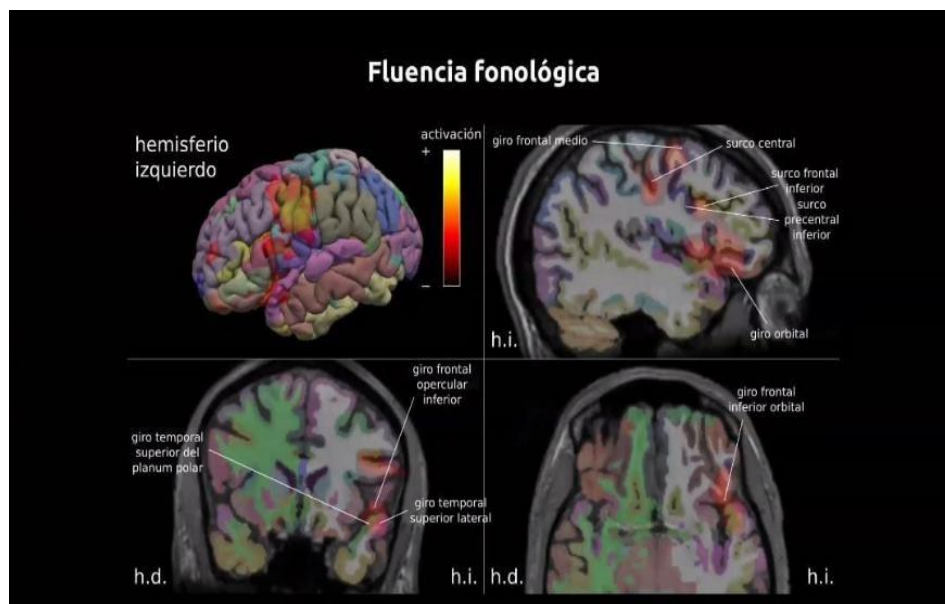 Fluencia fonológica
hemisferio
izquierdo
activación
+
–
giro frontal medio
surco central
surco frontal
inferior
surco
precentral
inferior
giro orbital
h.i.
giro frontal
opercular
inferior
giro temporal
superior del
planum polar
giro temporal
superior lateral
h.d.
h.i.
giro frontal
inferior orbital
h.d.
h.i.